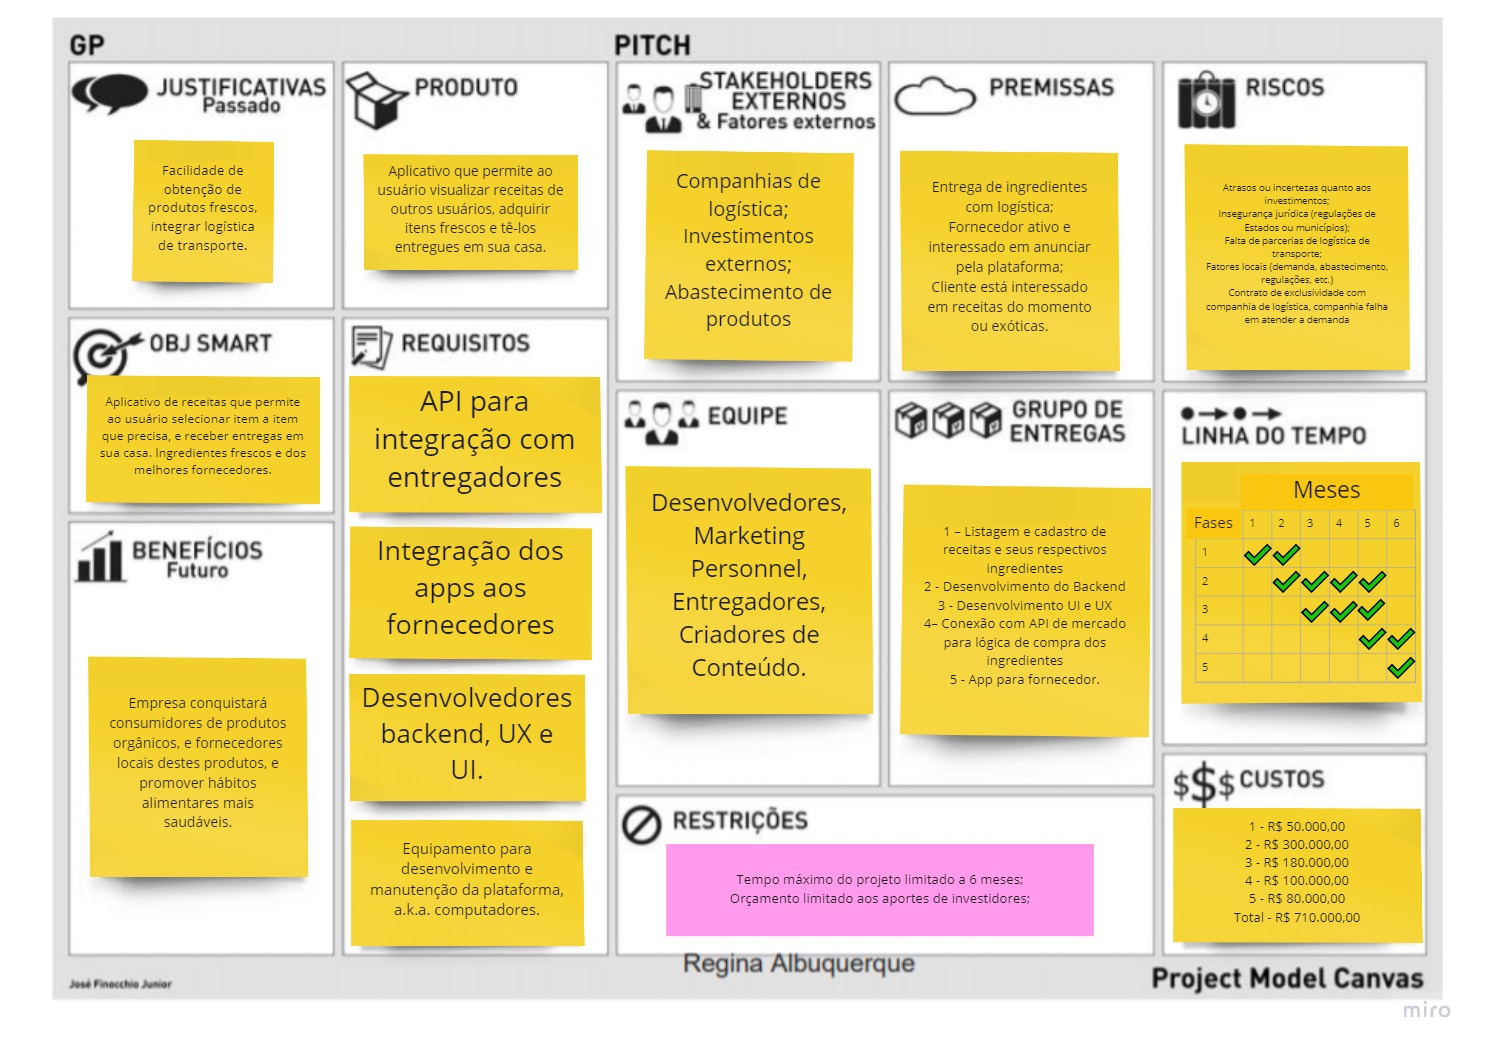 GP
PITCH
JUSTIFICATIVAS
Passado
Facilidade de
obtenção de
produtos frescos,
integrar logística
de transporte.
PRODUTO
Aplicativo que permite ao
usuário visualizar receitas de
outros usuários, adquirir
itens frescos e tê-los
entregues em sua casa.
STAKEHOLDERS
EXTERNOS
& Fatores externos
Companhias de
logística;
Investimentos
externos;
Abastecimento de
produtos
PREMISSAS
Entrega de ingredientes
com logística;
Fornecedor ativo e
interessado em anunciar
pela plataforma;
Cliente está interessado
em receitas do momento
ou exóticas.
RISCOS
Atrasos ou incertezas quanto aos
investimentos;
Insegurança jurídica (regulações de
Estados ou municípios);
Falta de parcerias de logística de
transporte;
Fatores locais (demanda, abastecimento,
regulações, etc.)
Contrato de exclusividade com
companhia de logística, companhia falha
em atender a demanda
OBJ SMART
Aplicativo de receitas que permite
ao usuário selecionar item a item
que precisa, e receber entregas em
sua casa. Ingredientes frescos e dos
melhores fornecedores.
REQUISITOS
API para
integração com
entregadores
Integração dos
apps aos
fornecedores
Desenvolvedores
backend, UX e
UI.
Equipamento para
desenvolvimento e
manutenção da plataforma,
a.k.a. computadores.
BENEFÍCIOS
Futuro
Empresa conquistará
consumidores de produtos
orgânicos, e fornecedores
locais destes produtos, e
promover hábitos
alimentares mais
saudáveis.
EQUIPE
Desenvolvedores,
Marketing
Personnel,
Entregadores,
Criadores de
Conteúdo.
GRUPO DE
ENTREGAS
1 – Listagem e cadastro de
receitas e seus respectivos
ingredientes
2 - Desenvolvimento do Backend
3 - Desenvolvimento UI e UX
4– Conexão com API de mercado
para lógica de compra dos
ingredientes
5 - App para fornecedor.
LINHA DO TEMPO
Meses
Fases 1 2 3 4 5 6
1
2
3
4
5
RESTRIÇÕES
Tempo máximo do projeto limitado a 6 meses;
Orçamento limitado aos aportes de investidores;
$$$ CUSTOS
1 - R$ 50.000,00
2 - R$ 300.000,00
3 - R$ 180.000,00
4 - R$ 100.000,00
5 - R$ 80.000,00
Total - R$ 710.000,00
Regina Albuquerque
José Finocchio Junior
Project Model Canvas
miro